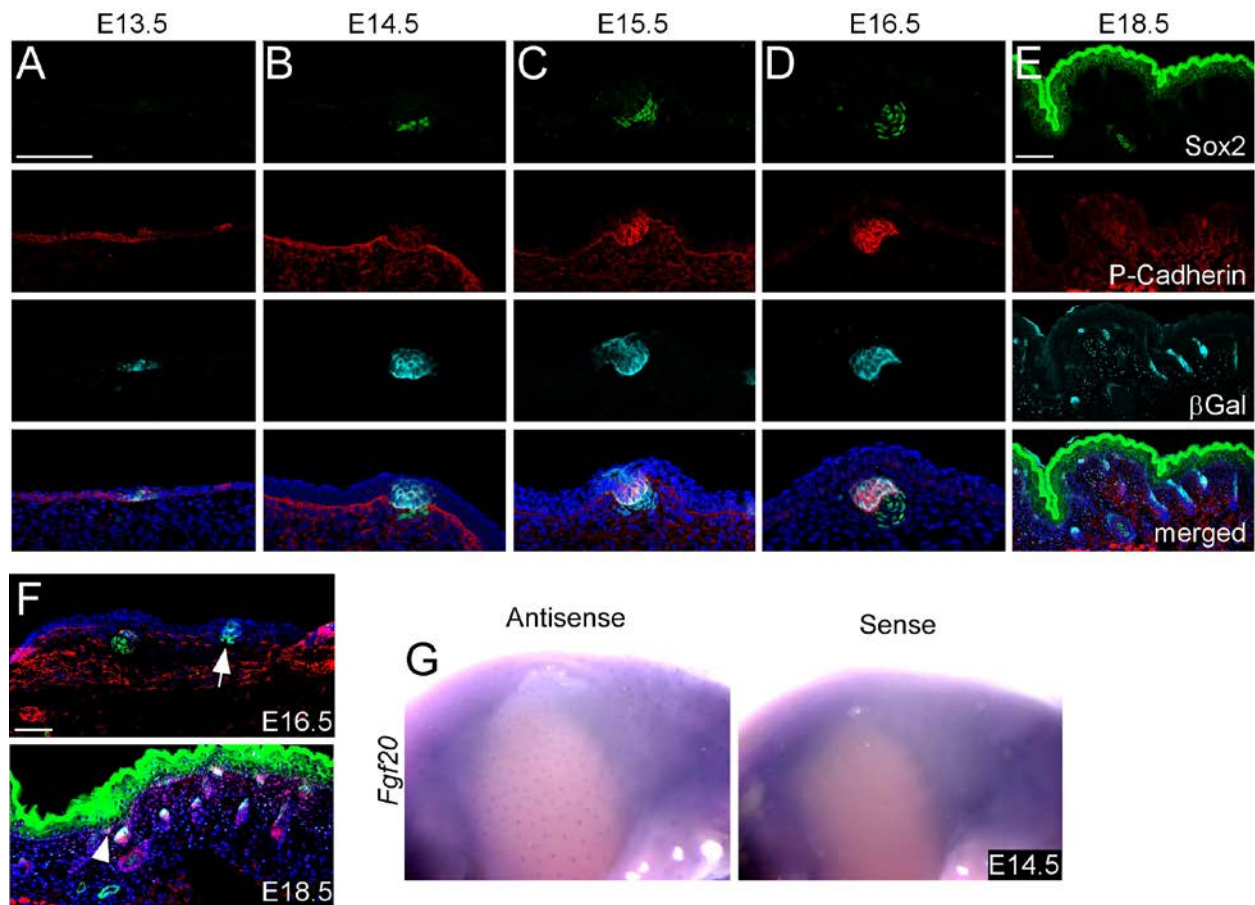 E13.5 E14.5 E15.5 E16.5 E18.5
A B C D E
Sox2
P-Cadherin
βGal
merged
F
E16.5
E18.5
Antisense Sense
G
Fgf20
E14.5